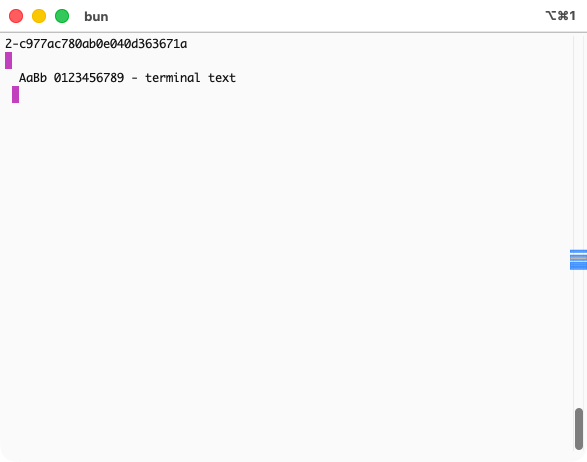 bun
⌥⌘1
2-c977ac780ab0e040d363671a
AaBb 0123456789 - terminal text